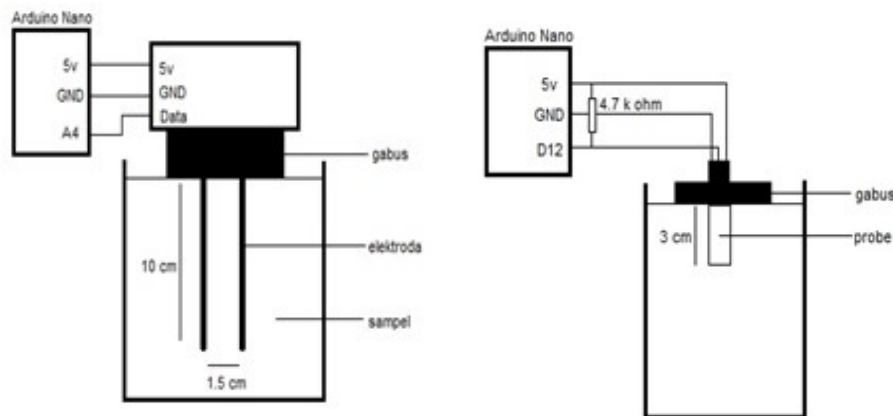 Arduino Nano
5v
GND
A4
5v
GND
Data
gabus
elektroda
10 cm
sampel
1.5 cm
Arduino Nano
5v
GND
D12
4.7 k ohm
gabus
3 cm
probe